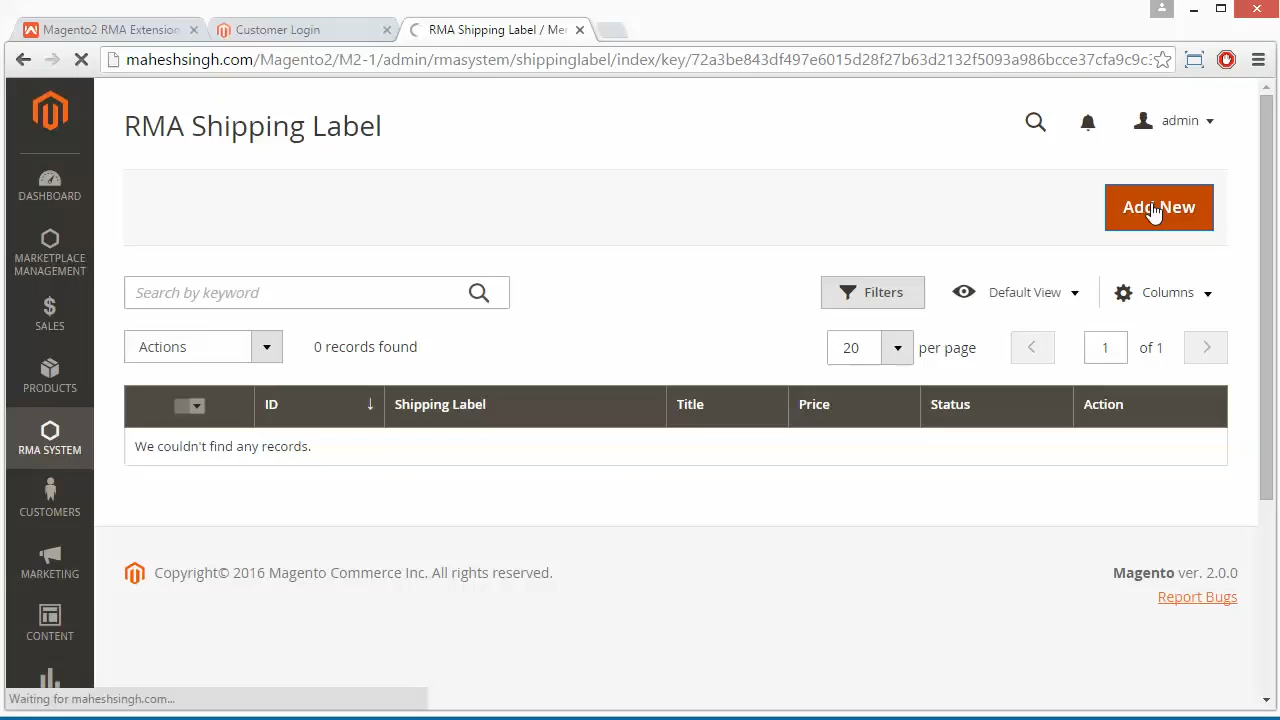 Magento2 RMA Extension
Customer Login
RMA Shipping Label / Me
maheshsingh.com/Magento2/M2-1/admin/rmasystem/shippinglabel/index/key/72a3be843df497e6015d28f27b63d2132f5093a986bcce37cfa9c9c3
RMA Shipping Label
admin
Add New
DASHBOARD
MARKETPLACE
MANAGEMENT
SALES
PRODUCTS
RMA SYSTEM
CUSTOMERS
MARKETING
CONTENT
Search by keyword
Filters
Default View
Columns
Actions
0 records found
20
per page
1
of 1
ID
Shipping Label
Title
Price
Status
Action
We couldn't find any records.
Copyright© 2016 Magento Commerce Inc. All rights reserved.
Magento ver. 2.0.0
Report Bugs
Waiting for maheshsingh.com...